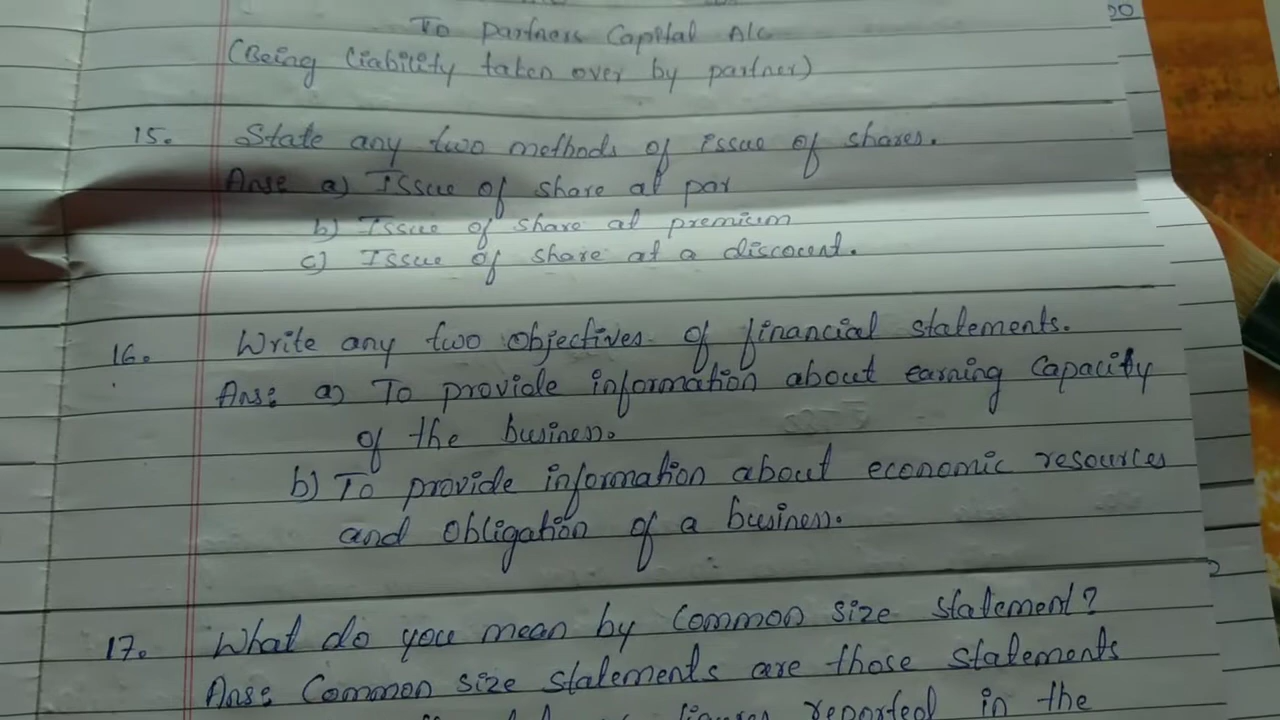 20
To Partners Capital A/c
(Being liability taken over by partner)
15. State any two methods of issue of shares.
Ans: a) Issue of share at par
b) Issue of share at premium
c) Issue of share at a discount.
16. Write any two objectives of financial statements.
Ans: a) To provide information about earning capacity
of the business.
b) To provide information about economic resources
and obligation of a business.
17. What do you mean by Common size statement?
Ans: Common size statements are those statements
figures reported in the